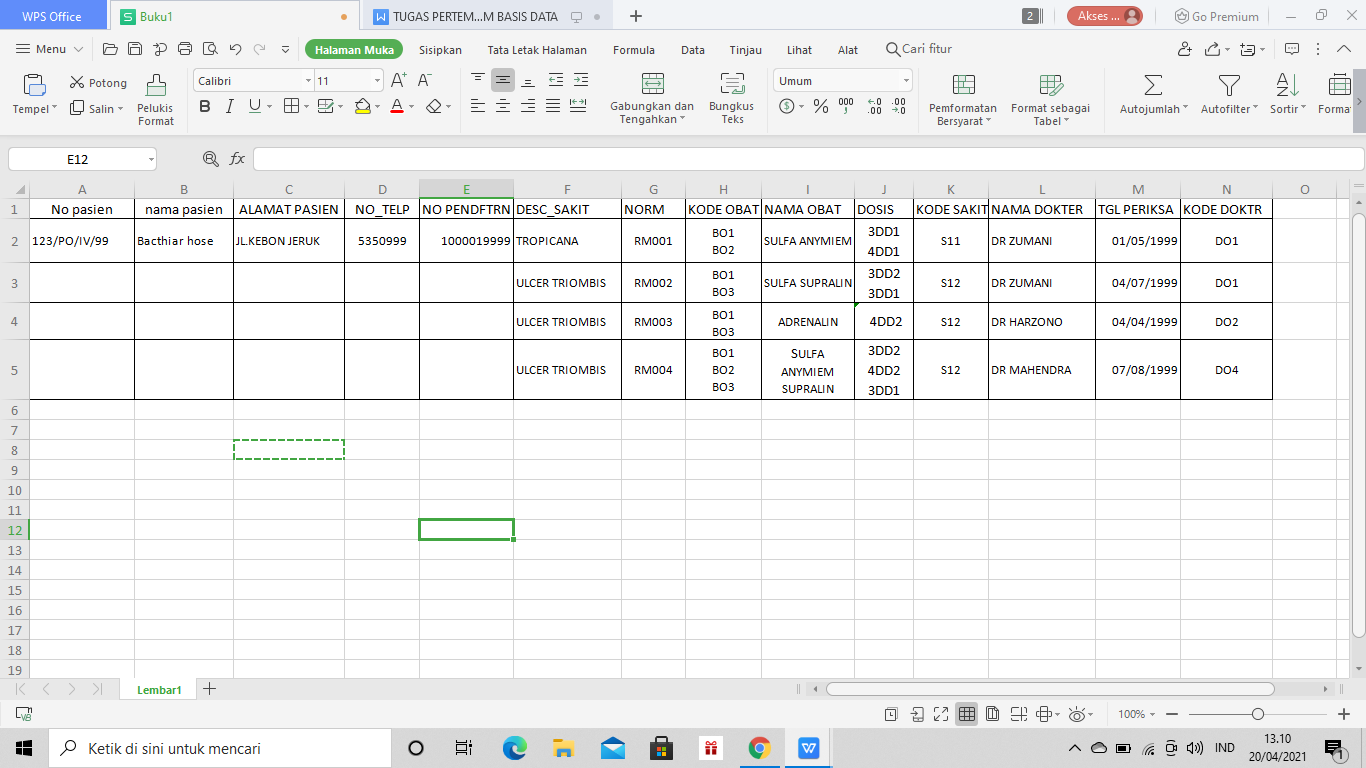 WPS Office
Buku1
TUGAS PERTEM...M BASIS DATA
2
Akses ...
Go Premium
Menu
Halaman Muka
Sisipkan
Tata Letak Halaman
Formula
Data
Tinjau
Lihat
Alat
Cari fitur
Tempel
Potong
Salin
Pelukis Format
Calibri
11
Gabungkan dan Tengahkan
Bungkus Teks
Umum
Pemformatan Bersyarat
Format sebagai Tabel
Autojumlah
Autofilter
Sortir
Forma
E12
fx
A B C D E F G H I J K L M N O
1 No pasien nama pasien ALAMAT PASIEN NO_TELP NO PENDFTRN DESC_SAKIT NORM KODE OBAT NAMA OBAT DOSIS KODE SAKIT NAMA DOKTER TGL PERIKSA KODE DOKTR
2 123/PO/IV/99 Bacthiar hose JL.KEBON JERUK 5350999 1000019999 TROPICANA RM001 BO1 BO2 SULFA ANYMIEM 3DD1 4DD1 S11 DR ZUMANI 01/05/1999 DO1
3 ULCER TRIOMBIS RM002 BO1 BO3 SULFA SUPRALIN 3DD2 3DD1 S12 DR ZUMANI 04/07/1999 DO1
4 ULCER TRIOMBIS RM003 BO1 BO3 ADRENALIN 4DD2 S12 DR HARZONO 04/04/1999 DO2
5 ULCER TRIOMBIS RM004 BO1 BO2 BO3 SULFA ANYMIEM SUPRALIN 3DD2 4DD2 3DD1 S12 DR MAHENDRA 07/08/1999 DO4
6
7
8
9
10
11
12
13
14
15
16
17
18
19
Lembar1
100%
Ketik di sini untuk mencari
IND
13.10
20/04/2021
1